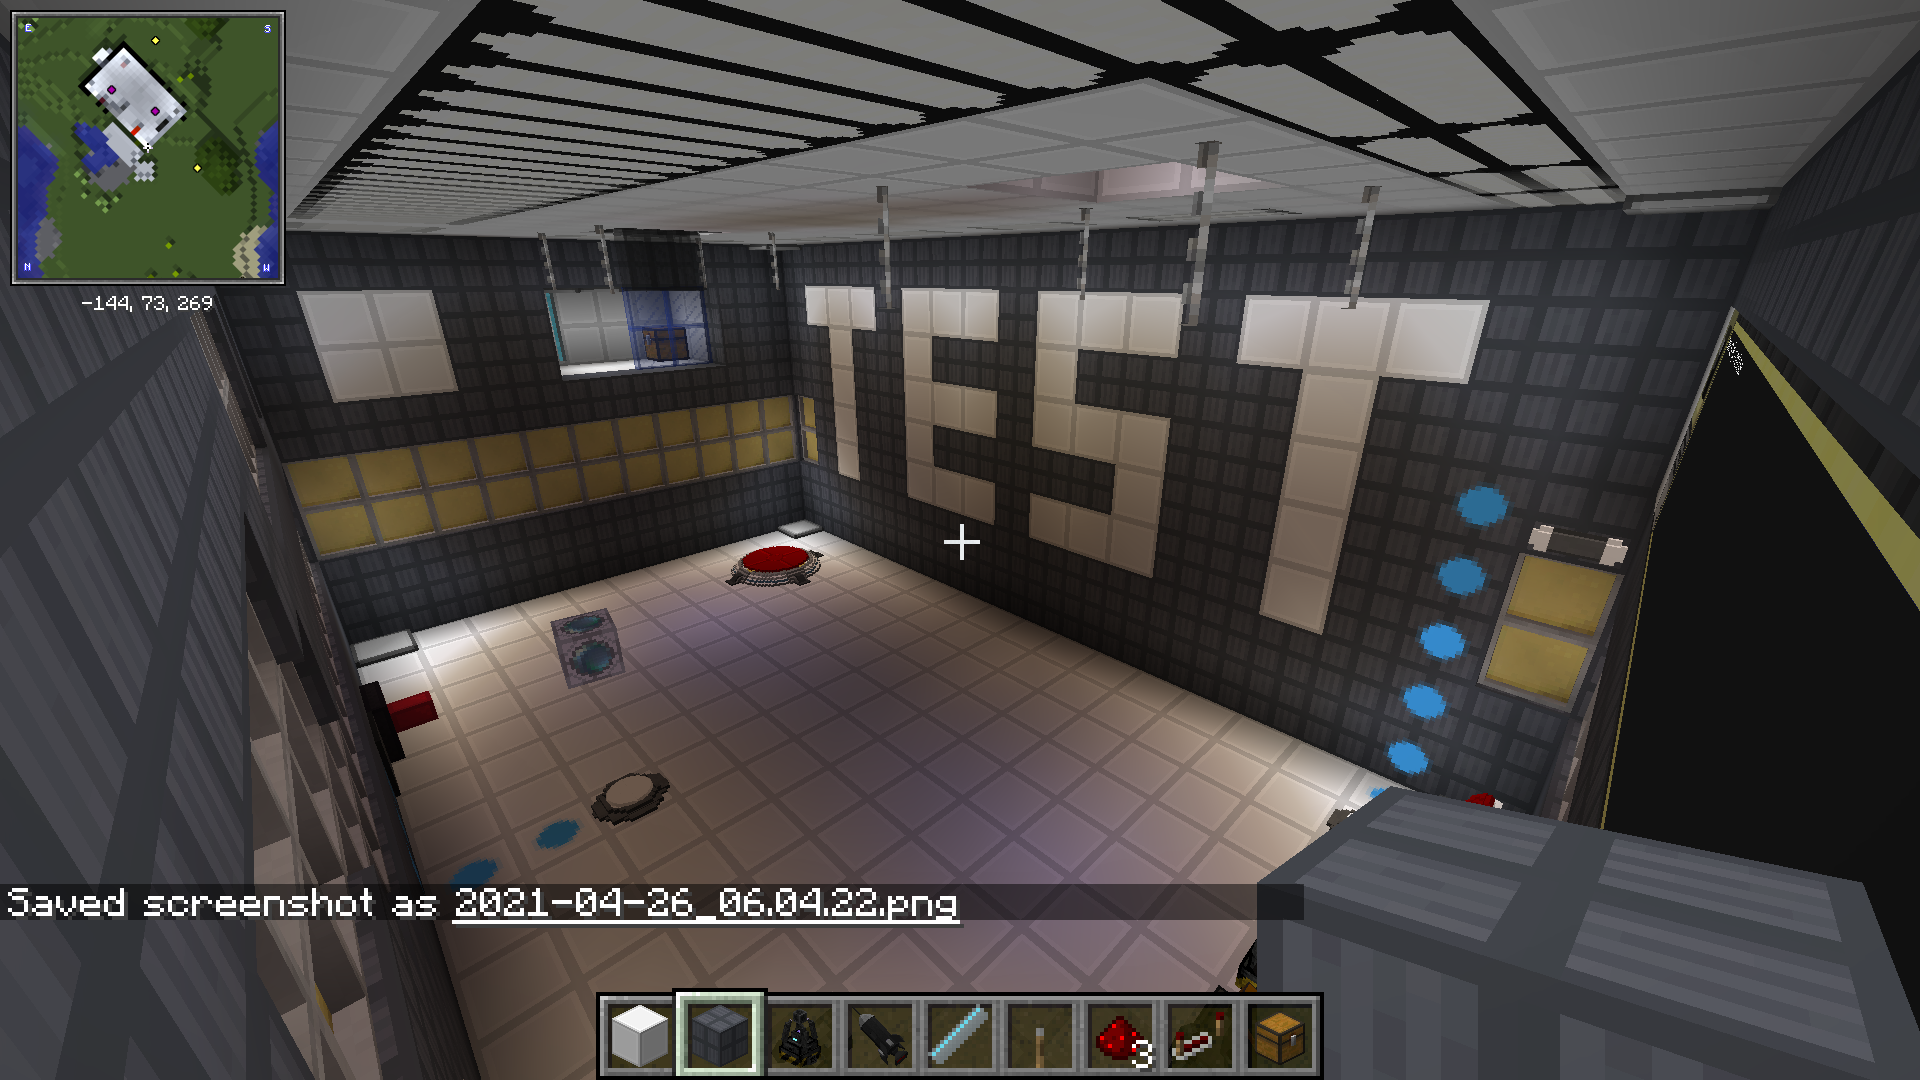 E
S
N
W
-144, 73, 269
TEST
Saved screenshot as 2021-04-26_06.04.22.png
3